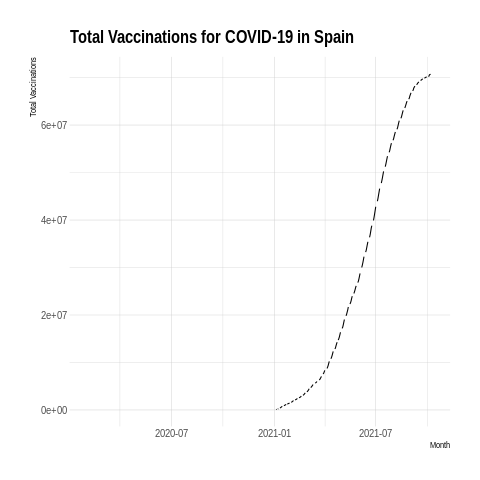 Total Vaccinations for COVID-19 in Spain
Total Vaccinations
6e+07
4e+07
2e+07
0e+00
2020-07 2021-01 2021-07
Month